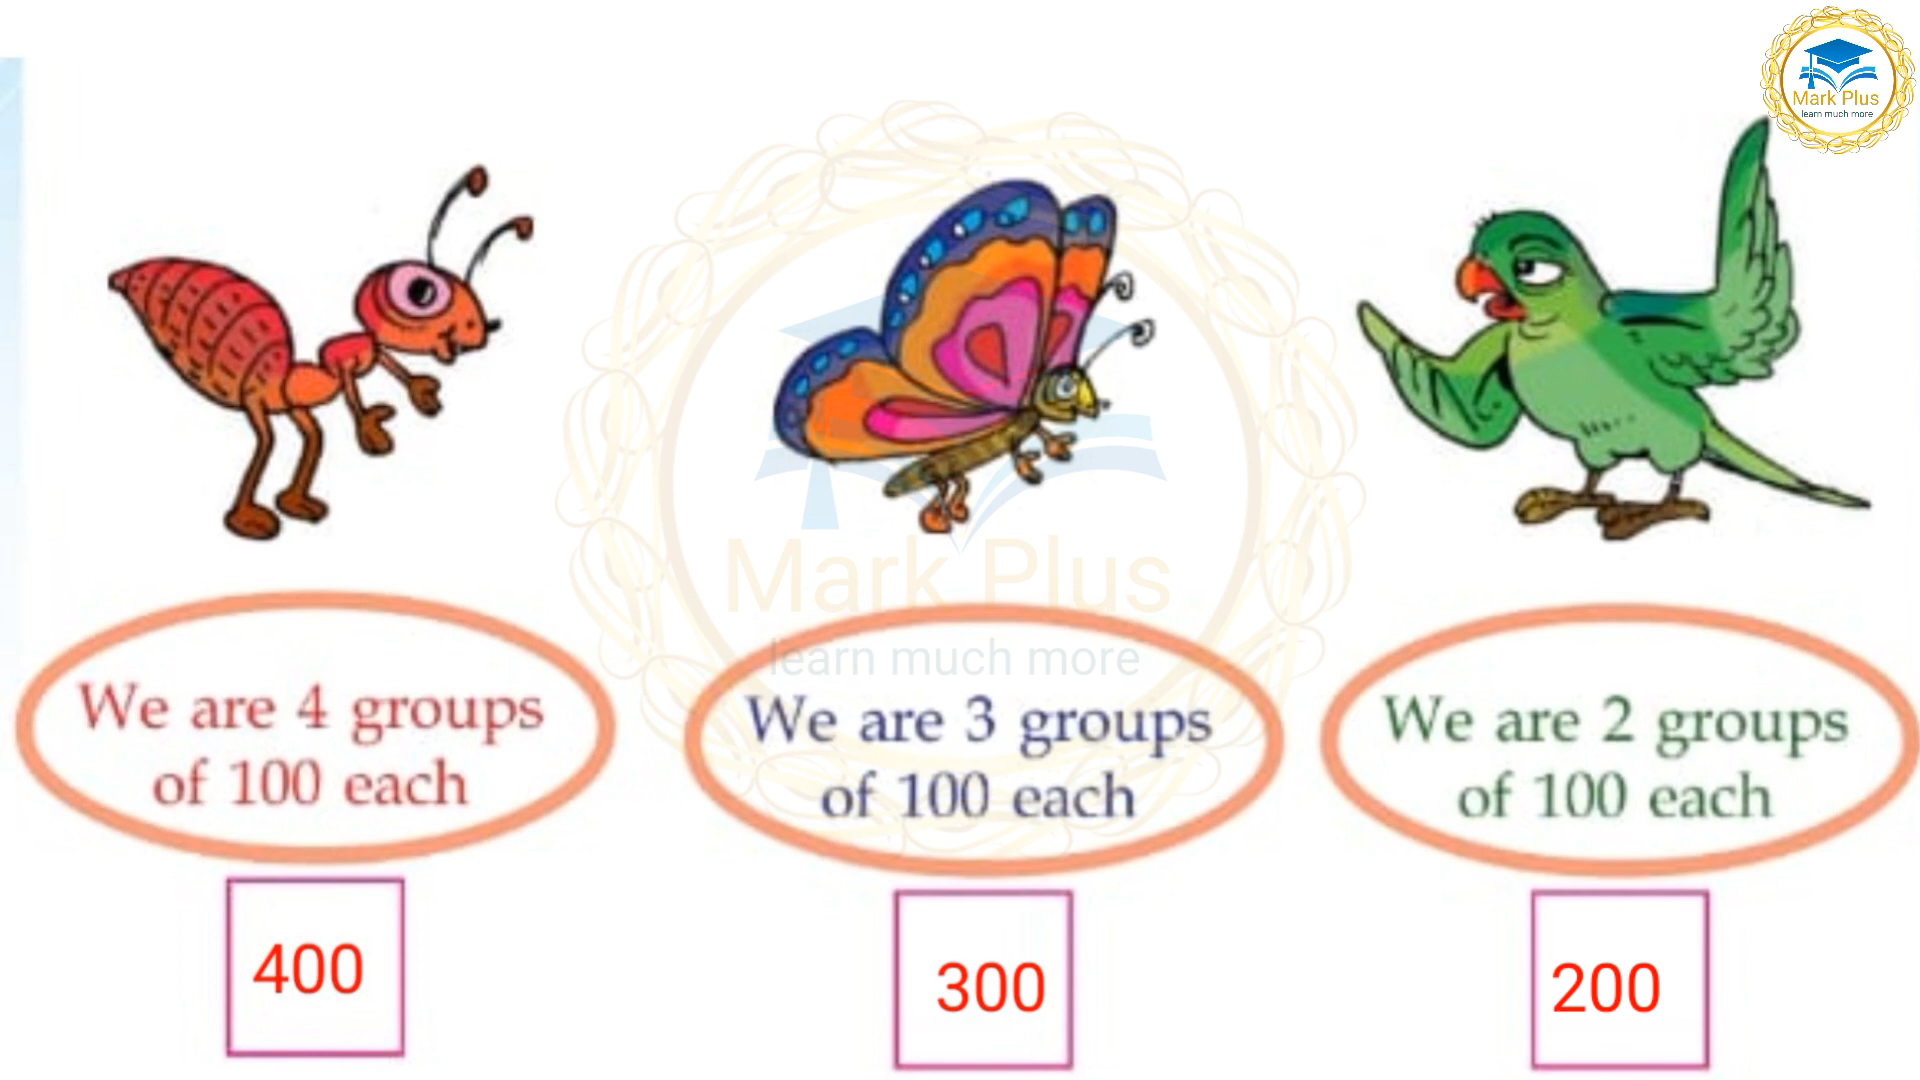 Mark Plus
learn much more
Mark Plus
learn much more
We are 4 groups
of 100 each
We are 3 groups
of 100 each
We are 2 groups
of 100 each
400
300
200